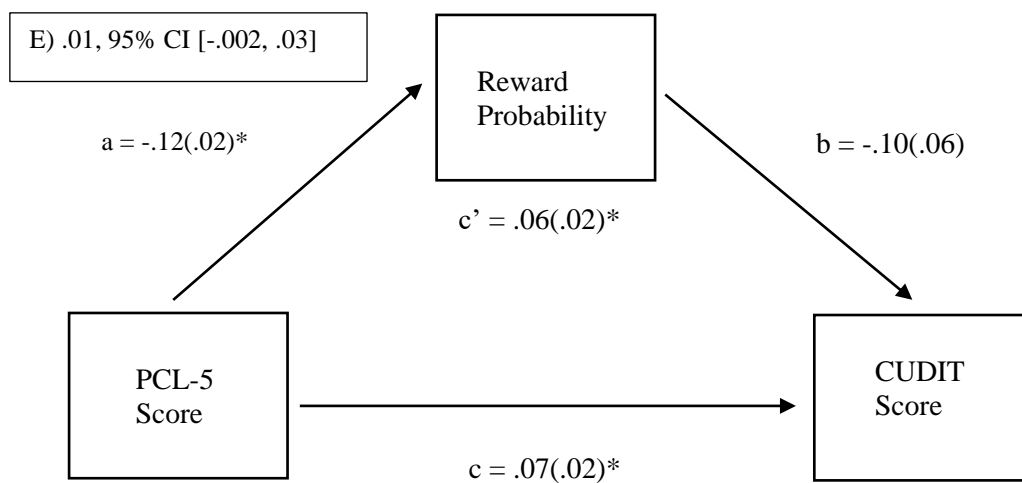 E) .01, 95% CI [-.002, .03]
Reward
Probability
a = -.12(.02)*
b = -.10(.06)
c’ = .06(.02)*
PCL-5
Score
CUDIT
Score
c = .07(.02)*